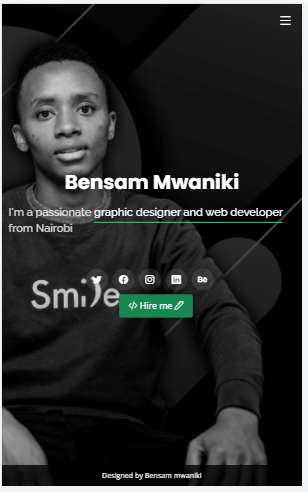 Bensam Mwaniki
I'm a passionate graphic designer and web developer
from Nairobi
Smile
Bē
</> Hire me
Designed by Bensam mwaniki